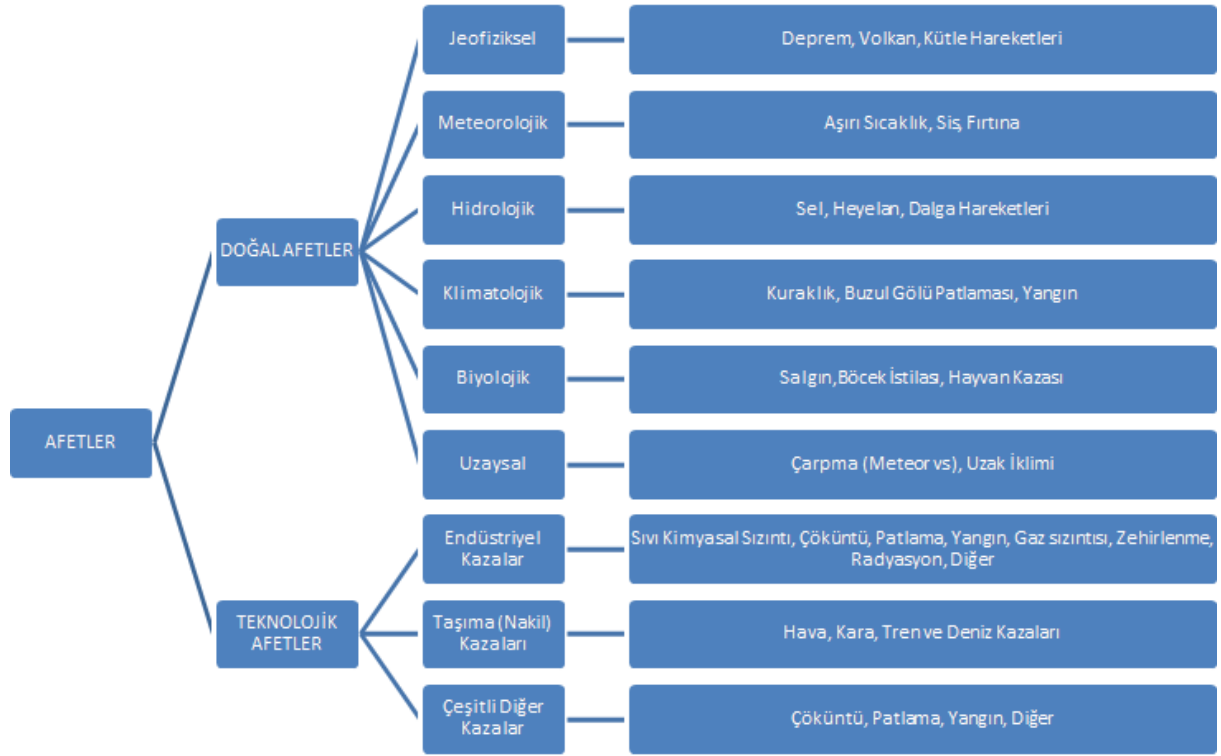 AFETLER
DOĞAL AFETLER
Jeofiziksel
Deprem, Volkan, Kütle Hareketleri
Meteorolojik
Aşırı Sıcaklık, Sis, Fırtına
Hidrolojik
Sel, Heyelan, Dalga Hareketleri
Klimatolojik
Kuraklık, Buzul Gölü Patlaması, Yangın
Biyolojik
Salgın,Böcek İstilası, Hayvan Kazası
Uzaysal
Çarpma (Meteor vs), Uzak İklimi
TEKNOLOJİK
AFETLER
Endüstriyel
Kazalar
Sıvı Kimyasal Sızıntı, Çöküntü, Patlama, Yangın, Gaz sızıntısı, Zehirlenme,
Radyasyon, Diğer
Taşıma (Nakil)
Kazaları
Hava, Kara, Tren ve Deniz Kazaları
Çeşitli Diğer
Kazalar
Çöküntü, Patlama, Yangın, Diğer